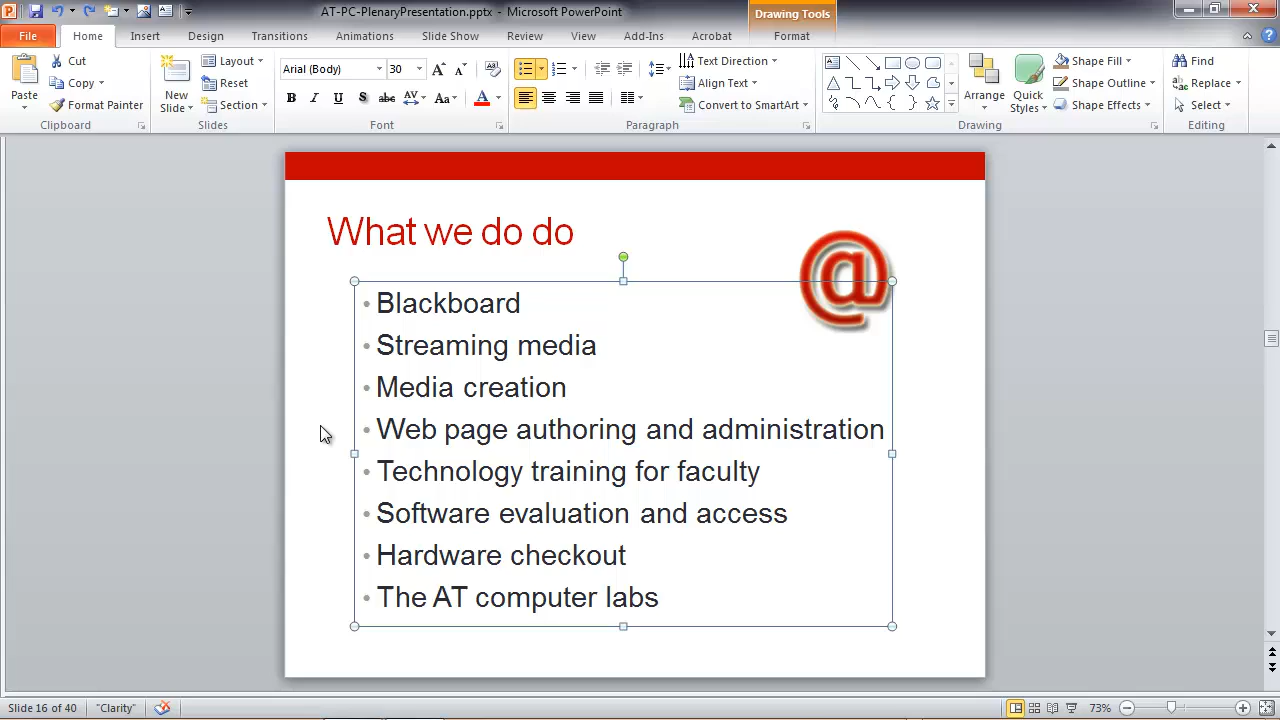 AT-PC-PlenaryPresentation.pptx - Microsoft PowerPoint
Drawing Tools
File Home Insert Design Transitions Animations Slide Show Review View Add-Ins Acrobat Format
Paste
Cut
Copy
Format Painter
Clipboard
New Slide
Layout
Reset
Section
Slides
Arial (Body) 30
B I U S abc AV Aa A
Font
Text Direction
Align Text
Convert to SmartArt
Paragraph
Arrange
Quick Styles
Shape Fill
Shape Outline
Shape Effects
Drawing
Find
Replace
Select
Editing
What we do do
@
• Blackboard
• Streaming media
• Media creation
• Web page authoring and administration
• Technology training for faculty
• Software evaluation and access
• Hardware checkout
• The AT computer labs
Slide 16 of 40 "Clarity" 73%